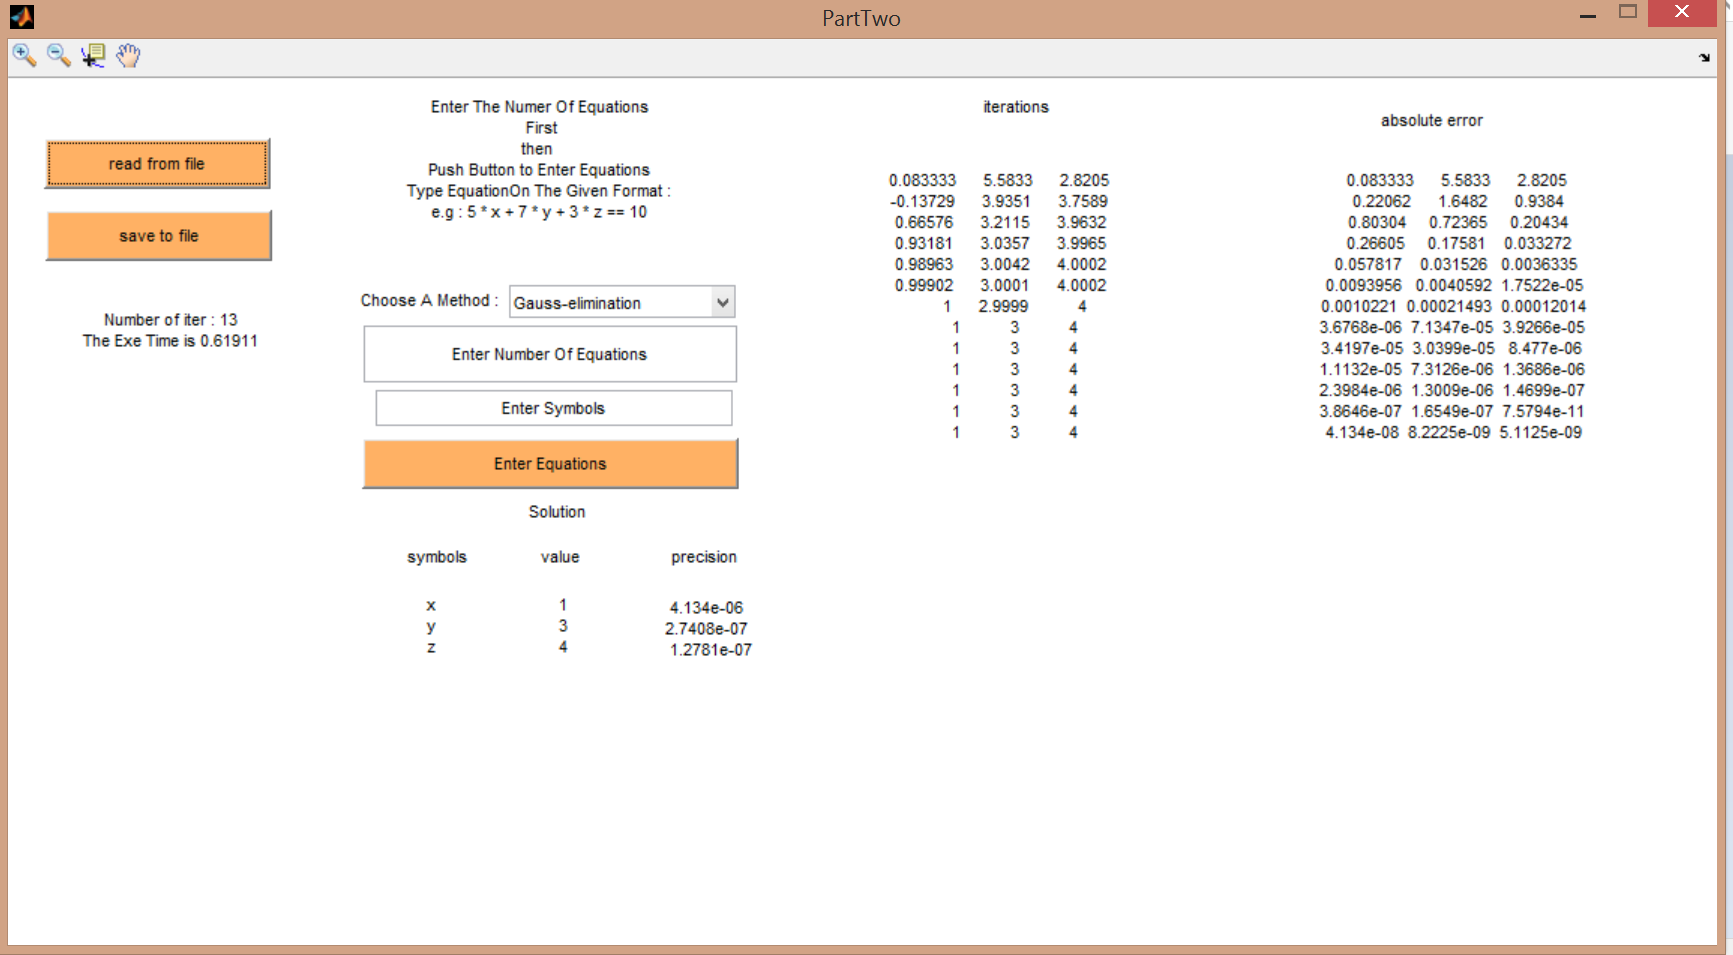 PartTwo
read from file
save to file
Number of iter : 13
The Exe Time is 0.61911
Enter The Numer Of Equations
First
then
Push Button to Enter Equations
Type EquationOn The Given Format :
e.g : 5 * x + 7 * y + 3 * z == 10
Choose A Method : Gauss-elimination
Enter Number Of Equations
Enter Symbols
Enter Equations
Solution
symbols value precision
x 1 4.134e-06
y 3 2.7408e-07
z 4 1.2781e-07
iterations
0.083333 5.5833 2.8205
-0.13729 3.9351 3.7589
0.66576 3.2115 3.9632
0.93181 3.0357 3.9965
0.98963 3.0042 4.0002
0.99902 3.0001 4.0002
1 2.9999 4
1 3 4
1 3 4
1 3 4
1 3 4
1 3 4
1 3 4
absolute error
0.083333 5.5833 2.8205
0.22062 1.6482 0.9384
0.80304 0.72365 0.20434
0.26605 0.17581 0.033272
0.057817 0.031526 0.0036335
0.0093956 0.0040592 1.7522e-05
0.0010221 0.00021493 0.00012014
3.6768e-06 7.1347e-05 3.9266e-05
3.4197e-05 3.0399e-05 8.477e-06
1.1132e-05 7.3126e-06 1.3686e-06
2.3984e-06 1.3009e-06 1.4699e-07
3.8646e-07 1.6549e-07 7.5794e-11
4.134e-08 8.2225e-09 5.1125e-09